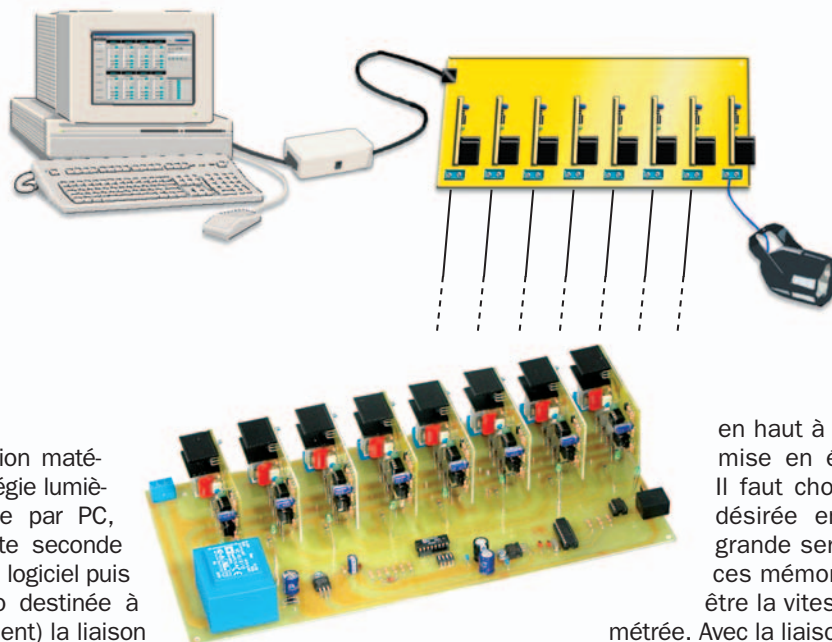 ion maté-
égie lumiè-
e par PC,
te seconde
logiciel puis
o destinée à
ent) la liaison
en haut à
mise en é
Il faut cho
désirée en
grande ser
ces mémor
être la vites
métrée. Avec la liaiso